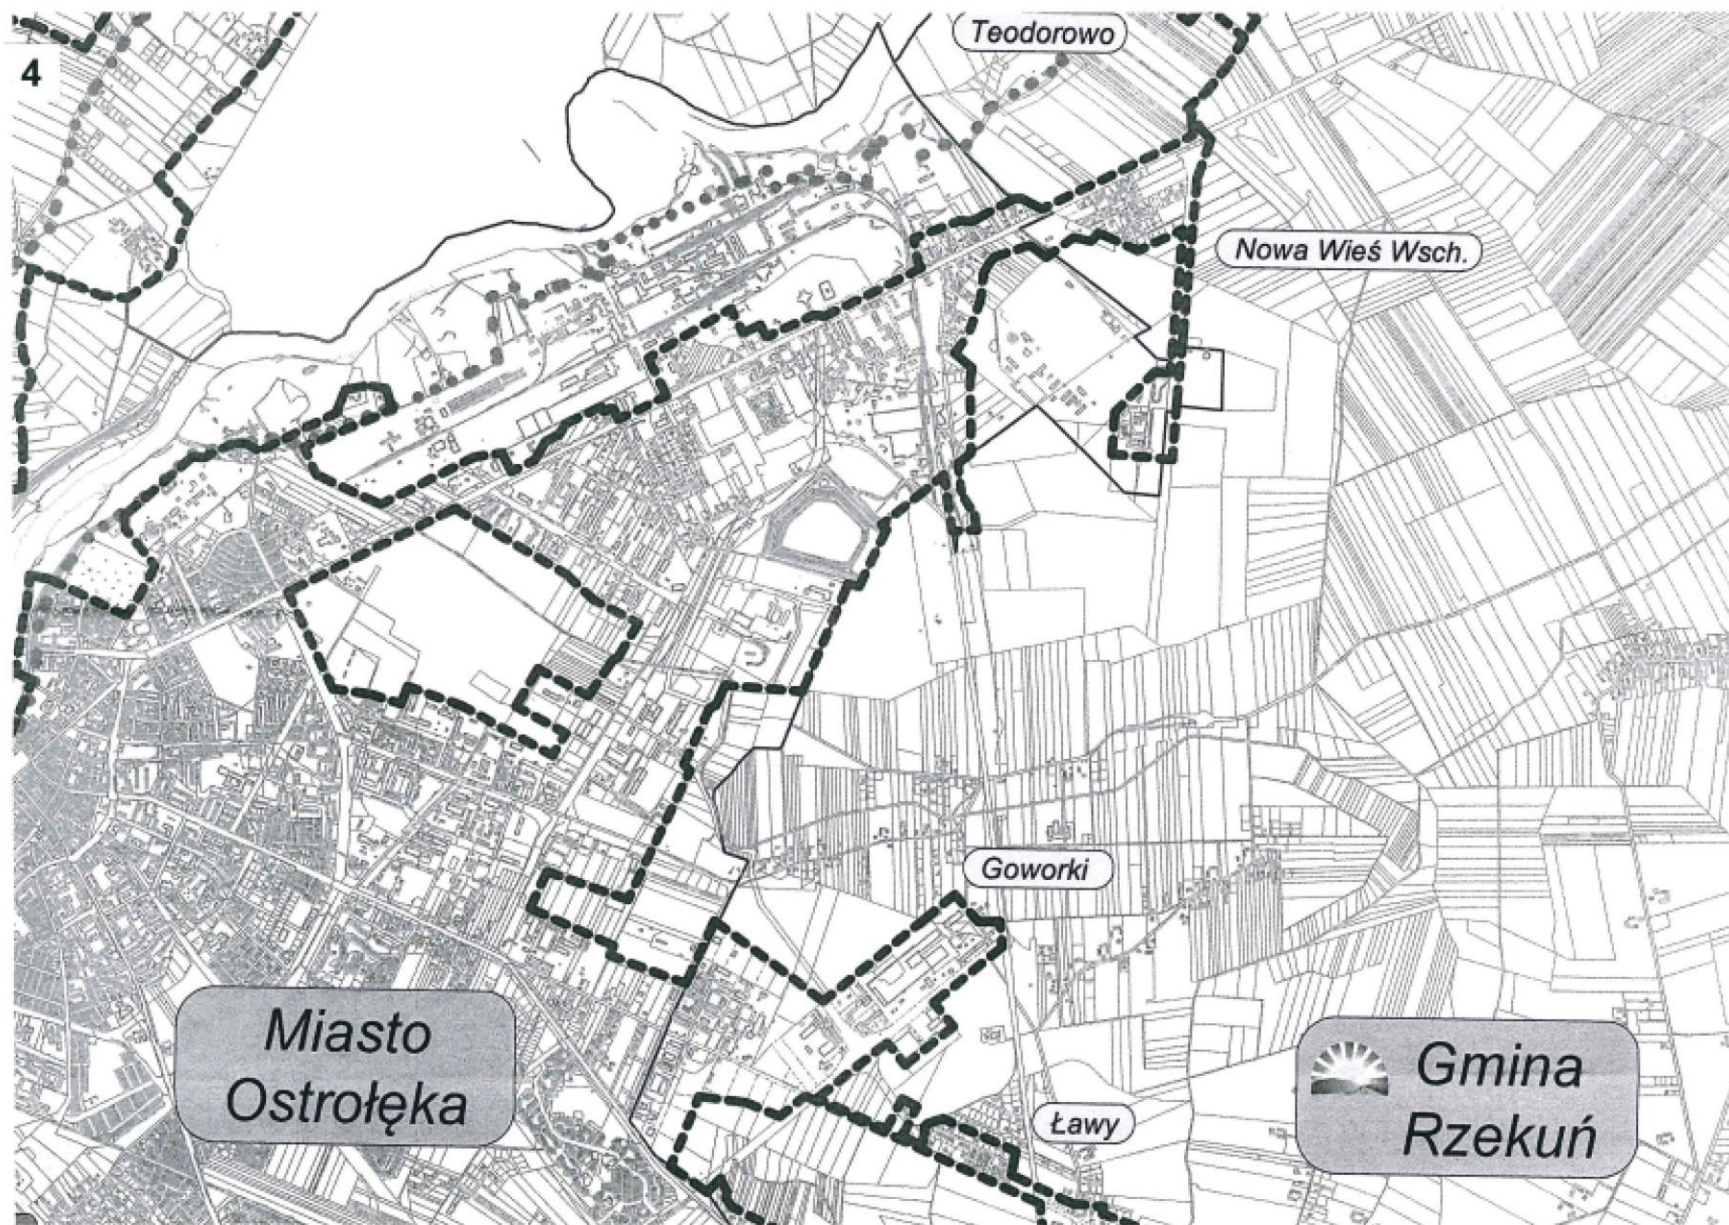 Teodorowo
4
Nowa Wieś Wsch.
Goworki
Miasto
Ostrołęka
Gmina
Rzekuń
Ławy